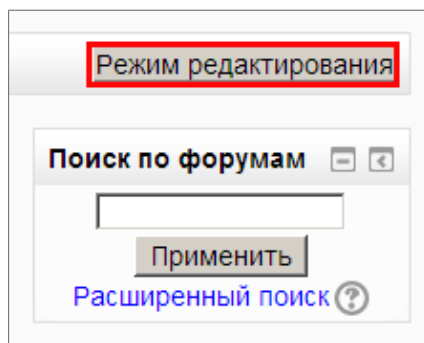 Режим редактирования
Поиск по форумам
Применить
Расширенный поиск